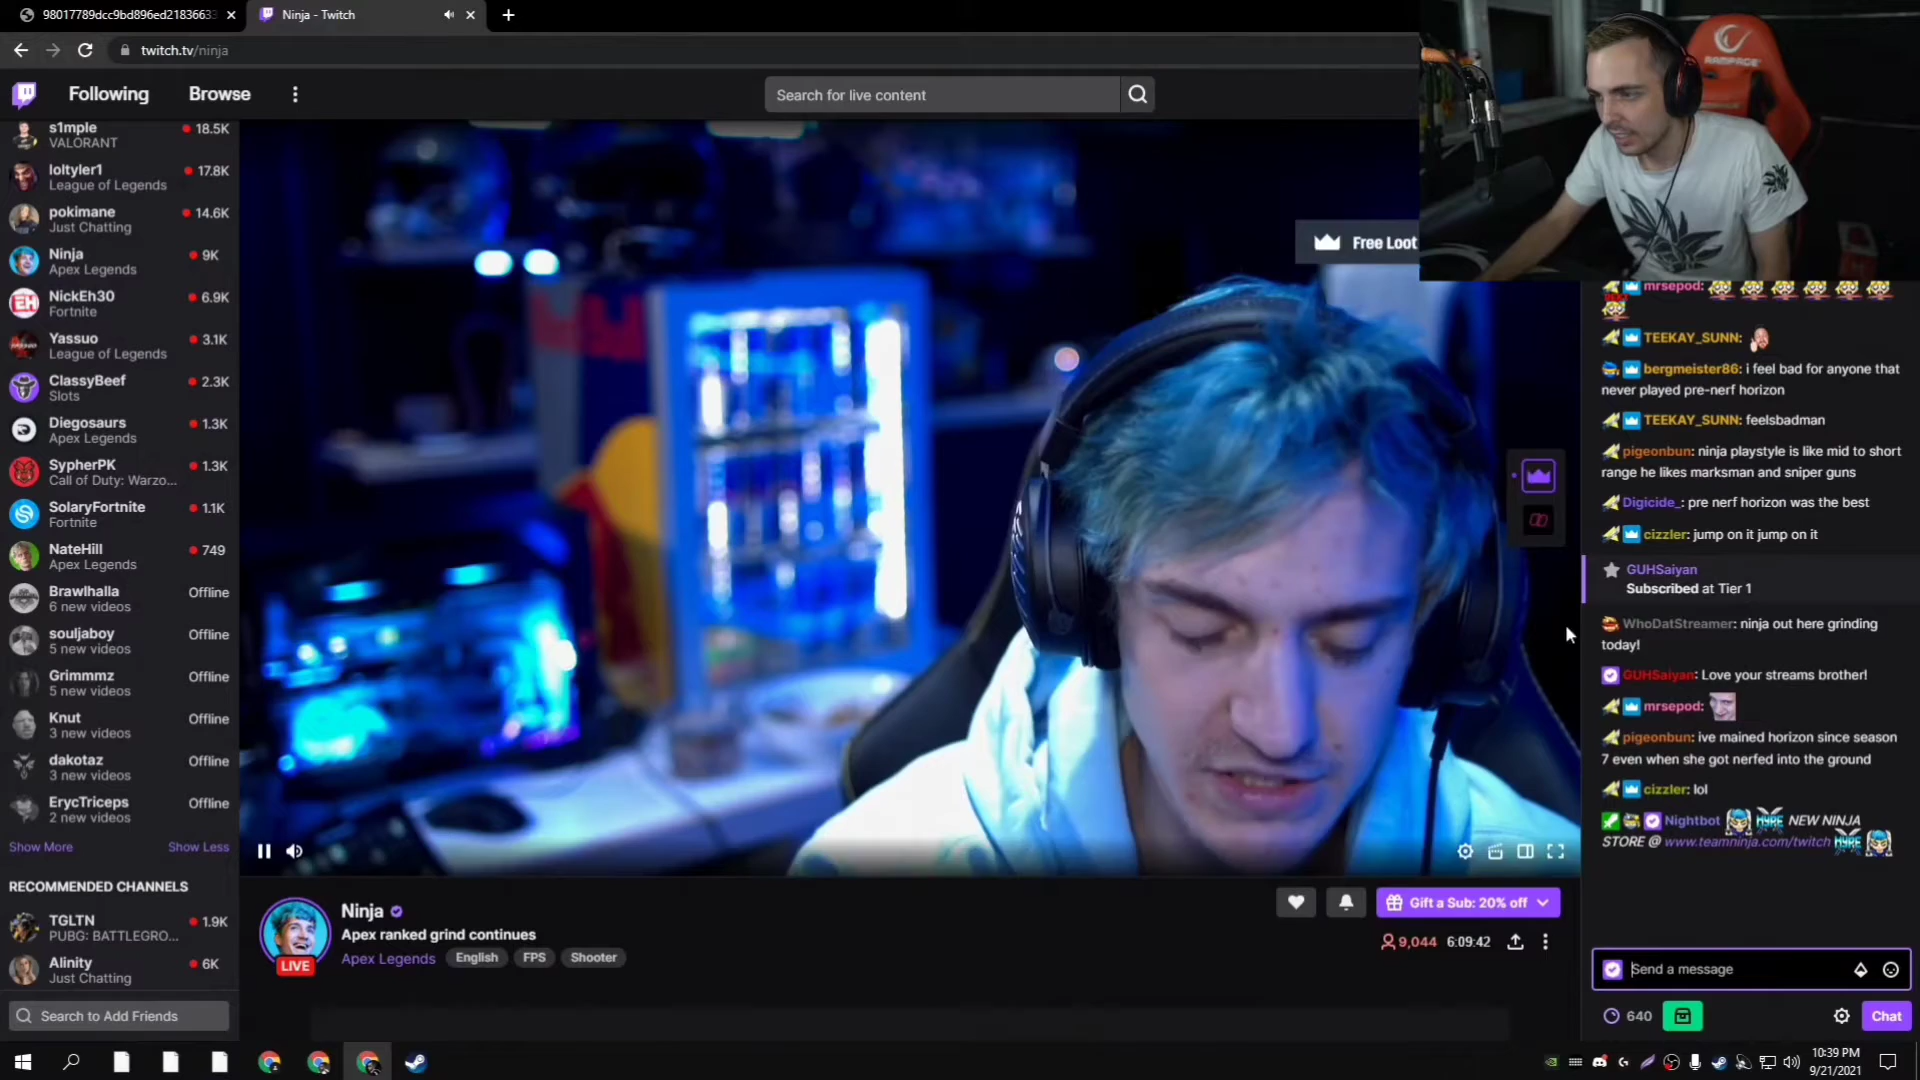 98017789dcc9bd896ed21836633
Ninja - Twitch
twitch.tv/ninja
Following
Browse
Search for live content
RAMPAGE
s1mple
18.5K
VALORANT
loltyler1
17.8K
League of Legends
pokimane
14.6K
Just Chatting
Ninja
9K
Apex Legends
NickEh30
6.9K
Fortnite
Yassuo
3.1K
League of Legends
ClassyBeef
2.3K
Slots
Diegosaurs
1.3K
Apex Legends
SypherPK
1.3K
Call of Duty: Warzo...
SolaryFortnite
1.1K
Fortnite
NateHill
749
Apex Legends
Brawlhalla
Offline
6 new videos
souljaboy
Offline
5 new videos
Grimmmz
Offline
5 new videos
Knut
Offline
3 new videos
dakotaz
Offline
3 new videos
ErycTriceps
Offline
2 new videos
Show More
Show Less
RECOMMENDED CHANNELS
TGLTN
1.9K
PUBG: BATTLEGRO...
Alinity
6K
Just Chatting
Search to Add Friends
Free Loot
Ninja
Apex ranked grind continues
Apex Legends
English
FPS
Shooter
LIVE
Gift a Sub: 20% off
9,044
6:09:42
mrsepod:
TEEKAY_SUNN:
bergmeister86: i feel bad for anyone that
never played pre-nerf horizon
TEEKAY_SUNN: feelsbadman
pigeonbun: ninja playstyle is like mid to short
range he likes marksman and sniper guns
Digicide_: pre nerf horizon was the best
cizzler: jump on it jump on it
GUHSaiyan
Subscribed at Tier 1
WhoDatStreamer: ninja out here grinding
today!
GUHSaiyan: Love your streams brother!
mrsepod:
pigeonbun: ive mained horizon since season
7 even when she got nerfed into the ground
cizzler: lol
Nightbot HYPE NEW NINJA
STORE @ www.teamninja.com/twitch HYPE
Send a message
640
Chat
10:39 PM
9/21/2021